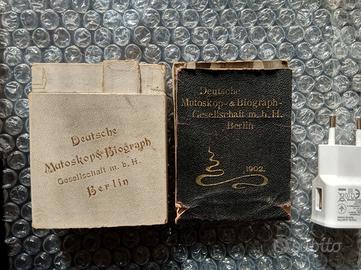 Deutsche
Mutoskop & Biograph
Gesellschaft m. b. H.
Berlin
Deutsche
Mutoskop- & Biograph-
Gesellschaft m. b. H.
Berlin
1902.